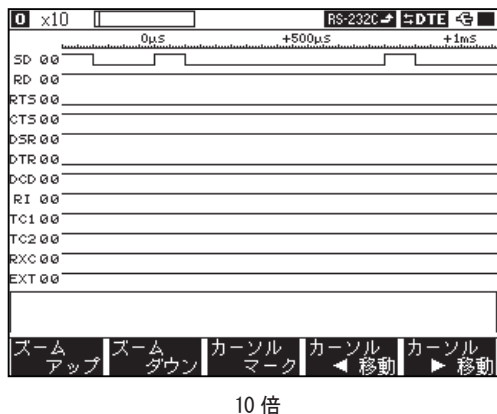 0 x10 RS-232C DTE
0μs +500μs +1ms
SD 00
RD 00
RTS 00
CTS 00
DSR 00
DTR 00
DCD 00
RI 00
TC1 00
TC2 00
RXC 00
EXT 00
ズーム アップ ズーム ダウン カーソル マーク カーソル ◀ 移動 カーソル ▶ 移動
10 倍